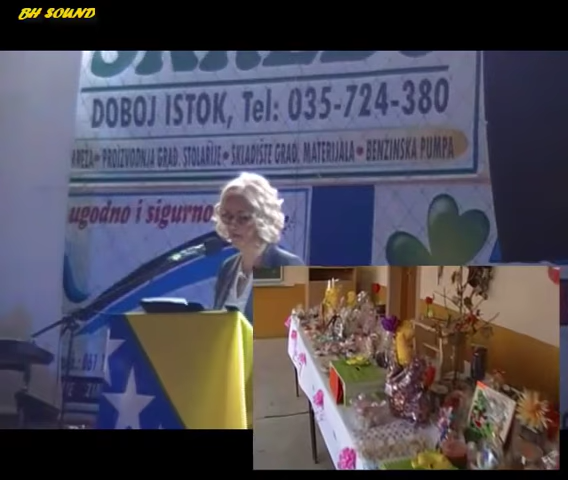 BH SOUND
DOBOJ ISTOK, Tel: 035-724-380
PROIZVODNJA GRAĐ. STOLARIJE • SKLADIŠTE GRAĐ. MATERIJALA • BENZINSKA PUMPA
ugodno i sigurno